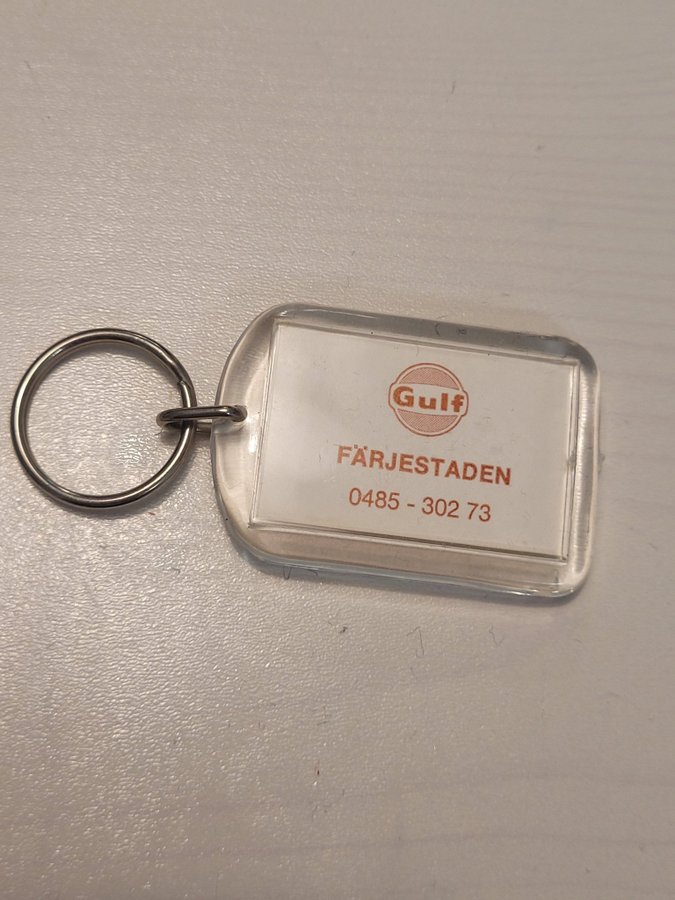 Gulf
FÄRJESTADEN
0485 - 302 73